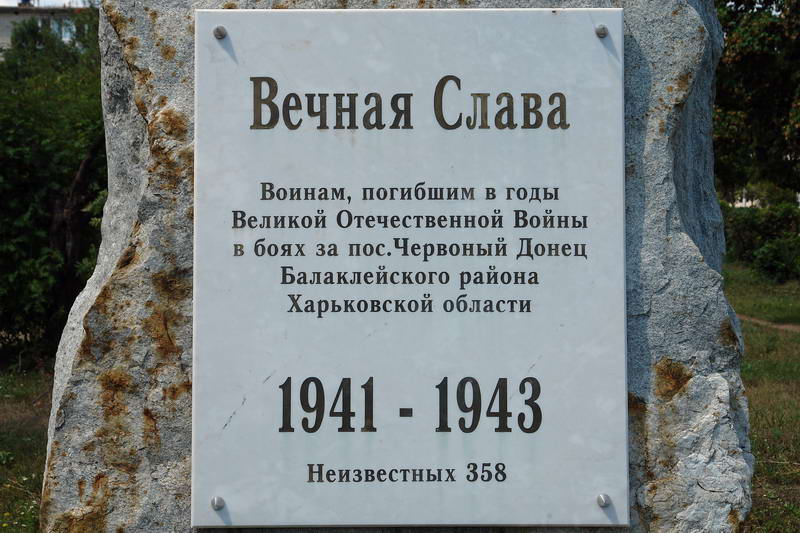 Вечная Слава
Воинам, погибшим в годы
Великой Отечественной Войны
в боях за пос.Червоный Донец
Балаклейского района
Харьковской области
1941 - 1943
Неизвестных 358